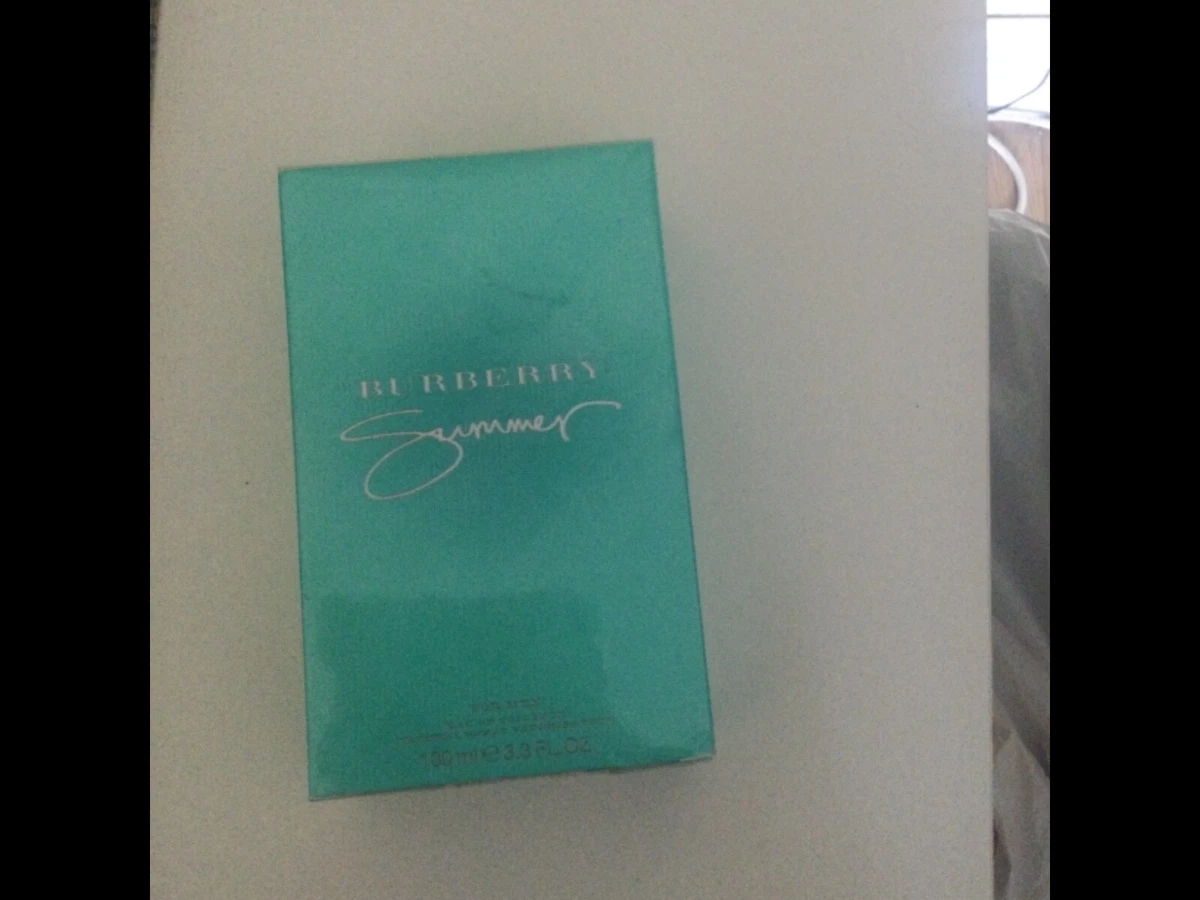 BURBERRY
Summer
FOR MEN
100 ml e 3.3 FL.OZ